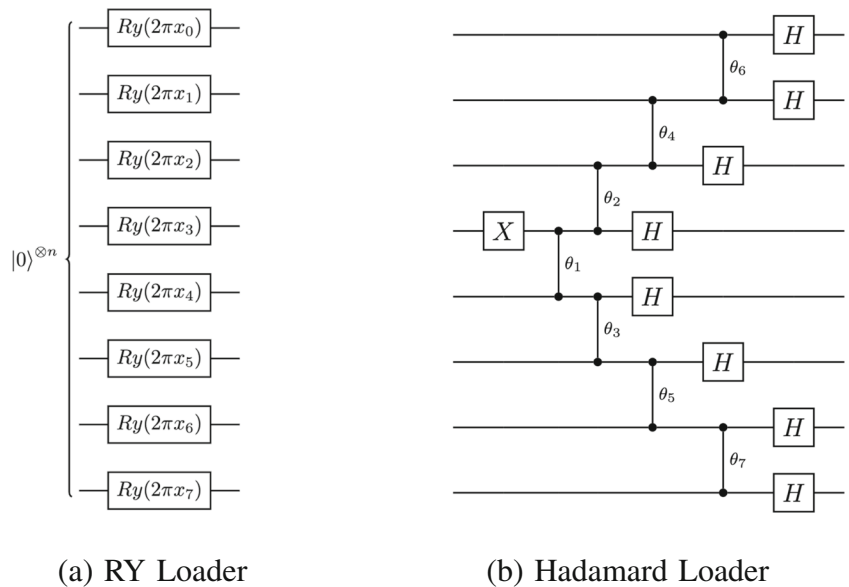 |0⟩^{⊗n}
Ry(2πx_0)
Ry(2πx_1)
Ry(2πx_2)
Ry(2πx_3)
Ry(2πx_4)
Ry(2πx_5)
Ry(2πx_6)
Ry(2πx_7)
(a) RY Loader
H
θ_6
H
θ_4
H
θ_2
X
H
θ_1
H
θ_3
H
θ_5
H
θ_7
H
(b) Hadamard Loader